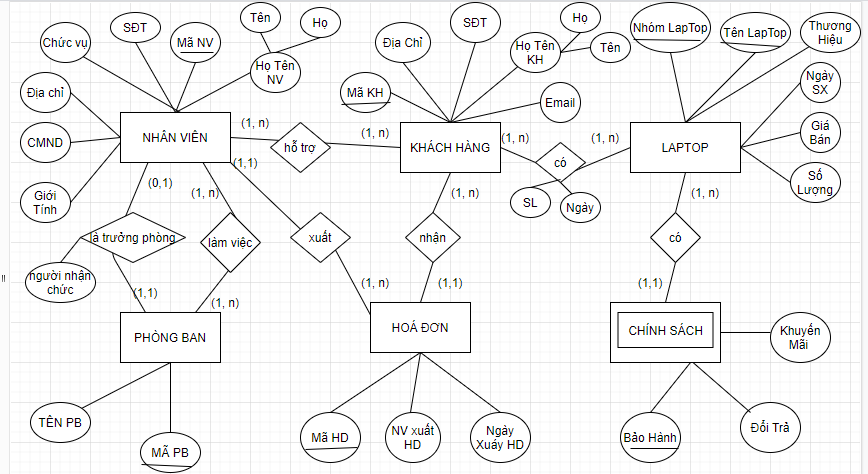 Chức vụ
SĐT
Mã NV
Tên
Họ
Họ Tên
NV
Địa chỉ
CMND
Giới
Tính
NHÂN VIÊN
(1, n)
hỗ trợ
(1, n)
(1,1)
(0,1)
(1, n)
Địa Chỉ
SĐT
Họ Tên
KH
Họ
Tên
Mã KH
Email
KHÁCH HÀNG
(1, n)
có
(1, n)
SL
Ngày
(1, n)
Nhóm LapTop
Tên LapTop
Thương
Hiệu
Ngày
SX
Giá
Bán
Số
Lượng
LAPTOP
(1, n)
là trưởng phòng
làm việc
xuất
nhận
có
người nhận
chức
(1,1)
(1, n)
(1, n)
(1,1)
(1,1)
PHÒNG BAN
HOÁ ĐƠN
CHÍNH SÁCH
Khuyến
Mãi
TÊN PB
MÃ PB
Mã HD
NV xuất
HD
Ngày
Xuáy HD
Bảo Hành
Đổi Trả